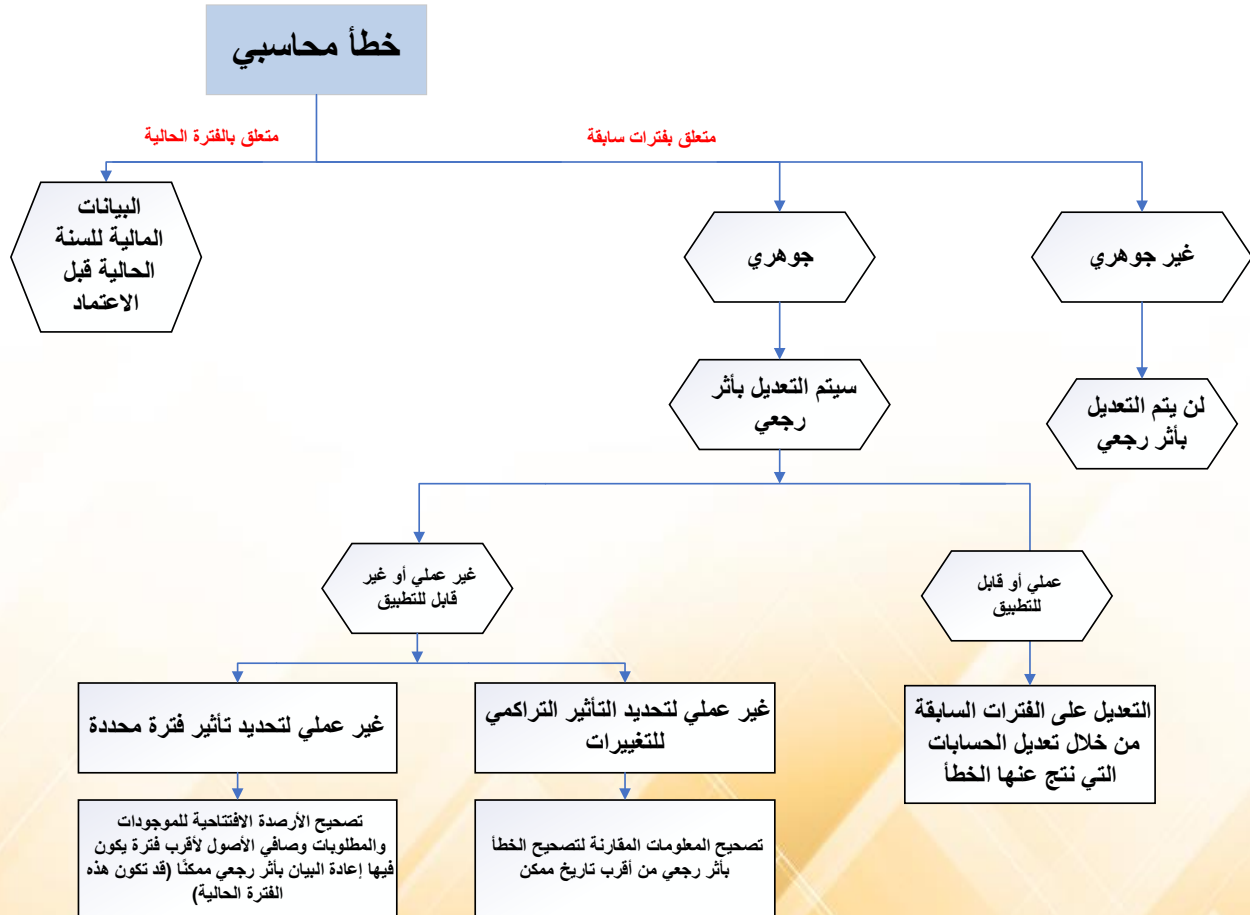 خطأ محاسبي
متعلق بفترات سابقة
متعلق بالفترة الحالية
غير جوهري
جوهري
البيانات
المالية للسنة
الحالية قبل
الاعتماد
لن يتم التعديل
بأثر رجعي
سيتم التعديل بأثر
رجعي
عملي أو قابل
للتطبيق
غير عملي أو غير
قابل للتطبيق
التعديل على الفترات السابقة
من خلال تعديل الحسابات
التي نتج عنها الخطأ
غير عملي لتحديد التأثير التراكمي
للتغييرات
غير عملي لتحديد تأثير فترة محددة
تصحيح المعلومات المقارنة لتصحيح الخطأ
بأثر رجعي من أقرب تاريخ ممكن
تصحيح الأرصدة الافتتاحية للموجودات
والمطلوبات وصافي الأصول لأقرب فترة يكون
فيها إعادة البيان بأثر رجعي ممكنًا (قد تكون هذه
الفترة الحالية)